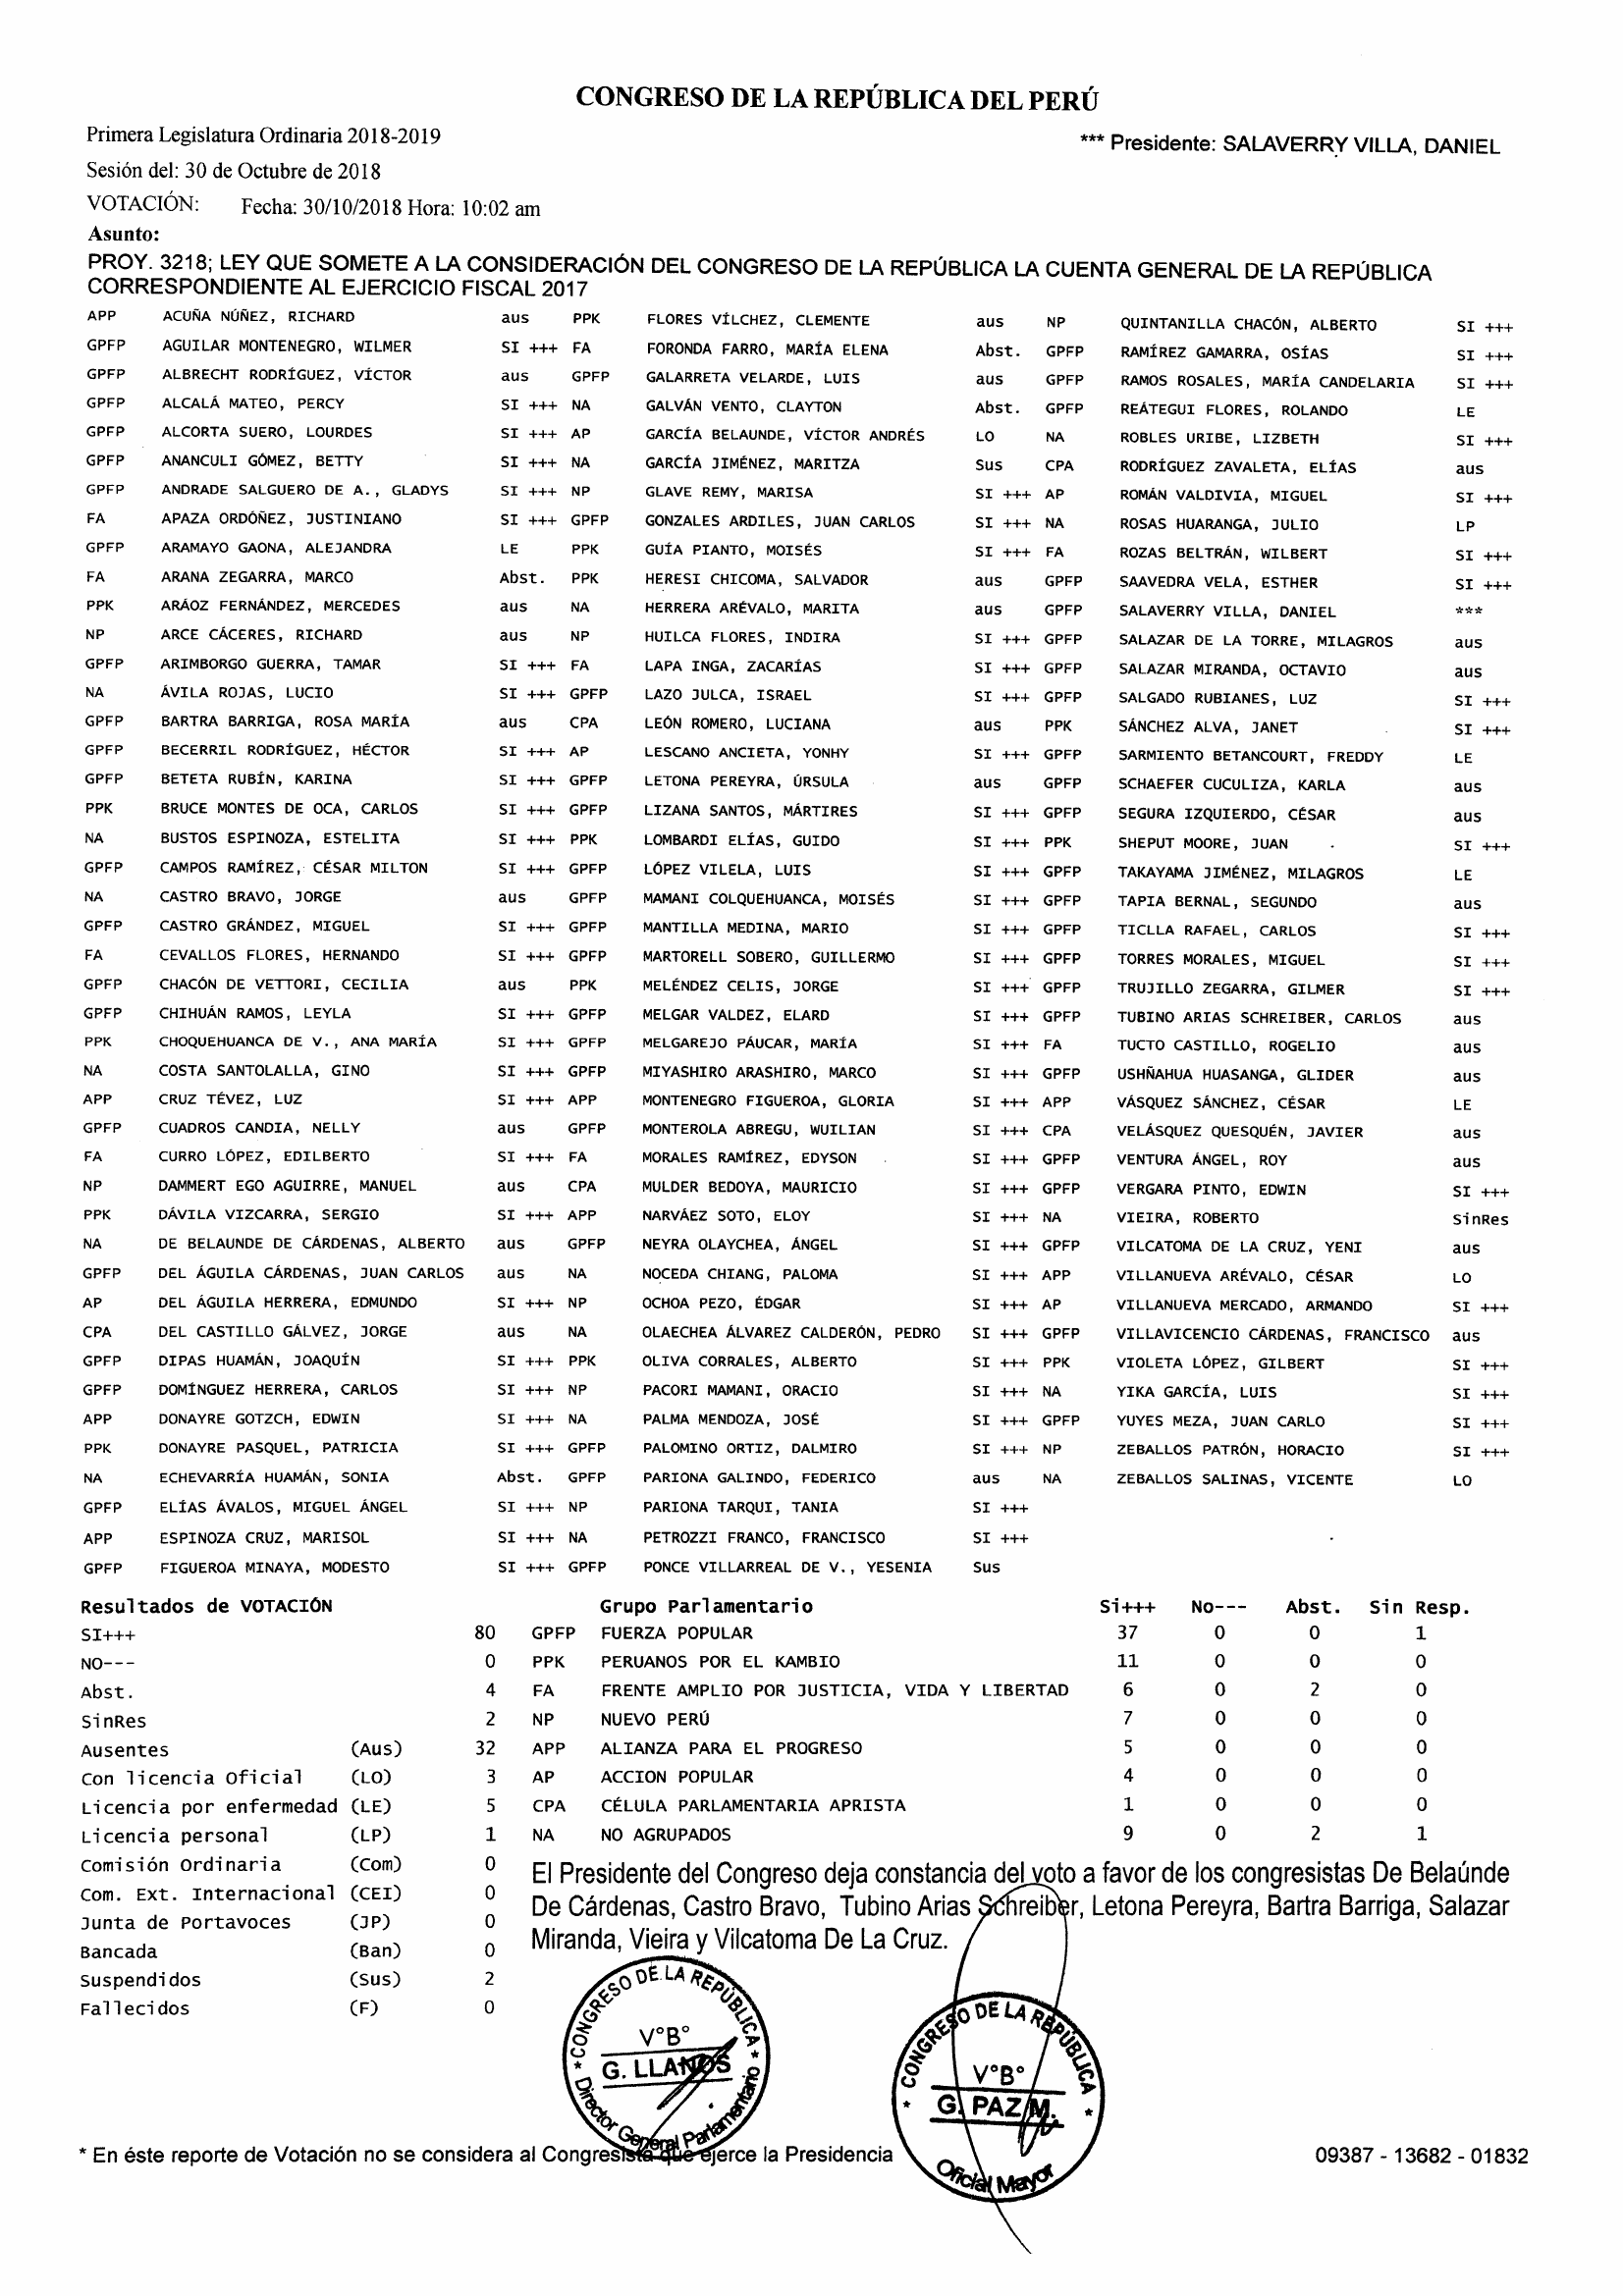 CONGRESO DE LA REPÚBLICA DEL PERÚ
Primera Legislatura Ordinaria 2018-2019
*** Presidente: SALAVERRY VILLA, DANIEL
Sesión del: 30 de Octubre de 2018
VOTACIÓN: Fecha: 30/10/2018 Hora: 10:02 am
Asunto:
PROY. 3218; LEY QUE SOMETE A LA CONSIDERACIÓN DEL CONGRESO DE LA REPÚBLICA LA CUENTA GENERAL DE LA REPÚBLICA
CORRESPONDIENTE AL EJERCICIO FISCAL 2017
APP ACUÑA NÚÑEZ, RICHARD aus PPK FLORES VÍLCHEZ, CLEMENTE aus NP QUINTANILLA CHACÓN, ALBERTO SI +++
GPFP AGUILAR MONTENEGRO, WILMER SI +++ FA FORONDA FARRO, MARÍA ELENA Abst. GPFP RAMÍREZ GAMARRA, OSÍAS SI +++
GPFP ALBRECHT RODRÍGUEZ, VÍCTOR aus GPFP GALARRETA VELARDE, LUIS aus GPFP RAMOS ROSALES, MARÍA CANDELARIA SI +++
GPFP ALCALÁ MATEO, PERCY SI +++ NA GALVÁN VENTO, CLAYTON Abst. GPFP REÁTEGUI FLORES, ROLANDO LE
GPFP ALCORTA SUERO, LOURDES SI +++ AP GARCÍA BELAUNDE, VÍCTOR ANDRÉS LO NA ROBLES URIBE, LIZBETH SI +++
GPFP ANANCULI GÓMEZ, BETTY SI +++ NA GARCÍA JIMÉNEZ, MARITZA Sus CPA RODRÍGUEZ ZAVALETA, ELÍAS aus
GPFP ANDRADE SALGUERO DE A., GLADYS SI +++ NP GLAVE REMY, MARISA SI +++ AP ROMÁN VALDIVIA, MIGUEL SI +++
FA APAZA ORDÓÑEZ, JUSTINIANO SI +++ GPFP GONZALES ARDILES, JUAN CARLOS SI +++ NA ROSAS HUARANGA, JULIO LP
GPFP ARAMAYO GAONA, ALEJANDRA LE PPK GUÍA PIANTO, MOISÉS SI +++ FA ROZAS BELTRÁN, WILBERT SI +++
FA ARANA ZEGARRA, MARCO Abst. PPK HERESI CHICOMA, SALVADOR aus GPFP SAAVEDRA VELA, ESTHER SI +++
PPK ARÁOZ FERNÁNDEZ, MERCEDES aus NA HERRERA ARÉVALO, MARITA aus GPFP SALAVERRY VILLA, DANIEL ***
NP ARCE CÁCERES, RICHARD aus NP HUILCA FLORES, INDIRA SI +++ GPFP SALAZAR DE LA TORRE, MILAGROS aus
GPFP ARIMBORGO GUERRA, TAMAR SI +++ FA LAPA INGA, ZACARÍAS SI +++ GPFP SALAZAR MIRANDA, OCTAVIO aus
NA ÁVILA ROJAS, LUCIO SI +++ GPFP LAZO JULCA, ISRAEL SI +++ GPFP SALGADO RUBIANES, LUZ SI +++
GPFP BARTRA BARRIGA, ROSA MARÍA aus CPA LEÓN ROMERO, LUCIANA aus PPK SÁNCHEZ ALVA, JANET SI +++
GPFP BECERRIL RODRÍGUEZ, HÉCTOR SI +++ AP LESCANO ANCIETA, YONHY SI +++ GPFP SARMIENTO BETANCOURT, FREDDY LE
GPFP BETETA RUBÍN, KARINA SI +++ GPFP LETONA PEREYRA, ÚRSULA aus GPFP SCHAEFER CUCULIZA, KARLA aus
PPK BRUCE MONTES DE OCA, CARLOS SI +++ GPFP LIZANA SANTOS, MÁRTIRES SI +++ GPFP SEGURA IZQUIERDO, CÉSAR aus
NA BUSTOS ESPINOZA, ESTELITA SI +++ PPK LOMBARDI ELÍAS, GUIDO SI +++ PPK SHEPUT MOORE, JUAN SI +++
GPFP CAMPOS RAMÍREZ, CÉSAR MILTON SI +++ GPFP LÓPEZ VILELA, LUIS SI +++ GPFP TAKAYAMA JIMÉNEZ, MILAGROS LE
NA CASTRO BRAVO, JORGE aus GPFP MAMANI COLQUEHUANCA, MOISÉS SI +++ GPFP TAPIA BERNAL, SEGUNDO aus
GPFP CASTRO GRÁNDEZ, MIGUEL SI +++ GPFP MANTILLA MEDINA, MARIO SI +++ GPFP TICLLA RAFAEL, CARLOS SI +++
FA CEVALLOS FLORES, HERNANDO SI +++ GPFP MARTORELL SOBERO, GUILLERMO SI +++ GPFP TORRES MORALES, MIGUEL SI +++
GPFP CHACÓN DE VETTORI, CECILIA aus PPK MELÉNDEZ CELIS, JORGE SI +++ GPFP TRUJILLO ZEGARRA, GILMER SI +++
GPFP CHIHUÁN RAMOS, LEYLA SI +++ GPFP MELGAR VALDEZ, ELARD SI +++ GPFP TUBINO ARIAS SCHREIBER, CARLOS aus
PPK CHOQUEHUANCA DE V., ANA MARÍA SI +++ GPFP MELGAREJO PÁUCAR, MARÍA SI +++ FA TUCTO CASTILLO, ROGELIO aus
NA COSTA SANTOLALLA, GINO SI +++ GPFP MIYASHIRO ARASHIRO, MARCO SI +++ GPFP USHÑAHUA HUASANGA, GLIDER aus
APP CRUZ TÉVEZ, LUZ SI +++ APP MONTENEGRO FIGUEROA, GLORIA SI +++ APP VÁSQUEZ SÁNCHEZ, CÉSAR LE
GPFP CUADROS CANDIA, NELLY aus GPFP MONTEROLA ABREGU, WUILIAN SI +++ CPA VELÁSQUEZ QUESQUÉN, JAVIER aus
FA CURRO LÓPEZ, EDILBERTO SI +++ FA MORALES RAMÍREZ, EDYSON SI +++ GPFP VENTURA ÁNGEL, ROY aus
NP DAMMERT EGO AGUIRRE, MANUEL aus CPA MULDER BEDOYA, MAURICIO SI +++ GPFP VERGARA PINTO, EDWIN SI +++
PPK DÁVILA VIZCARRA, SERGIO SI +++ APP NARVÁEZ SOTO, ELOY SI +++ NA VIEIRA, ROBERTO SinRes
NA DE BELAUNDE DE CÁRDENAS, ALBERTO aus GPFP NEYRA OLAYCHEA, ÁNGEL SI +++ GPFP VILCATOMA DE LA CRUZ, YENI aus
GPFP DEL ÁGUILA CÁRDENAS, JUAN CARLOS aus NA NOCEDA CHIANG, PALOMA SI +++ APP VILLANUEVA ARÉVALO, CÉSAR LO
AP DEL ÁGUILA HERRERA, EDMUNDO SI +++ NP OCHOA PEZO, ÉDGAR SI +++ AP VILLANUEVA MERCADO, ARMANDO SI +++
CPA DEL CASTILLO GÁLVEZ, JORGE aus NA OLAECHEA ÁLVAREZ CALDERÓN, PEDRO SI +++ GPFP VILLAVICENCIO CÁRDENAS, FRANCISCO aus
GPFP DIPAS HUAMÁN, JOAQUÍN SI +++ PPK OLIVA CORRALES, ALBERTO SI +++ PPK VIOLETA LÓPEZ, GILBERT SI +++
GPFP DOMÍNGUEZ HERRERA, CARLOS SI +++ NP PACORI MAMANI, ORACIO SI +++ NA YIKA GARCÍA, LUIS SI +++
APP DONAYRE GOTZCH, EDWIN SI +++ NA PALMA MENDOZA, JOSÉ SI +++ GPFP YUYES MEZA, JUAN CARLO SI +++
PPK DONAYRE PASQUEL, PATRICIA SI +++ GPFP PALOMINO ORTIZ, DALMIRO SI +++ NP ZEBALLOS PATRÓN, HORACIO SI +++
NA ECHEVARRÍA HUAMÁN, SONIA Abst. GPFP PARIONA GALINDO, FEDERICO aus NA ZEBALLOS SALINAS, VICENTE LO
GPFP ELÍAS ÁVALOS, MIGUEL ÁNGEL SI +++ NP PARIONA TARQUI, TANIA SI +++
APP ESPINOZA CRUZ, MARISOL SI +++ NA PETROZZI FRANCO, FRANCISCO SI +++
GPFP FIGUEROA MINAYA, MODESTO SI +++ GPFP PONCE VILLARREAL DE V., YESENIA Sus
Resultados de VOTACIÓN Grupo Parlamentario Si+++ No--- Abst. Sin Resp.
SI+++ 80 GPFP FUERZA POPULAR 37 0 0 1
NO--- 0 PPK PERUANOS POR EL KAMBIO 11 0 0 0
Abst. 4 FA FRENTE AMPLIO POR JUSTICIA, VIDA Y LIBERTAD 6 0 2 0
SinRes 2 NP NUEVO PERÚ 7 0 0 0
Ausentes (Aus) 32 APP ALIANZA PARA EL PROGRESO 5 0 0 0
Con licencia Oficial (LO) 3 AP ACCION POPULAR 4 0 0 0
Licencia por enfermedad (LE) 5 CPA CÉLULA PARLAMENTARIA APRISTA 1 0 0 0
Licencia personal (LP) 1 NA NO AGRUPADOS 9 0 2 1
Comisión Ordinaria (Com) 0
Com. Ext. Internacional (CEI) 0
Junta de Portavoces (JP) 0
Bancada (Ban) 0
Suspendidos (Sus) 2
Fallecidos (F) 0
El Presidente del Congreso deja constancia del voto a favor de los congresistas De Belaúnde
De Cárdenas, Castro Bravo, Tubino Arias Schreiber, Letona Pereyra, Bartra Barriga, Salazar
Miranda, Vieira y Vilcatoma De La Cruz.
* CONGRESO DE LA REPÚBLICA *
V°B°
G. LLANOS
Director General Parlamentario
* CONGRESO DE LA REPÚBLICA *
V°B°
G. PAZ M.
Oficial Mayor
* En éste reporte de Votación no se considera al Congresista que ejerce la Presidencia
09387 - 13682 - 01832